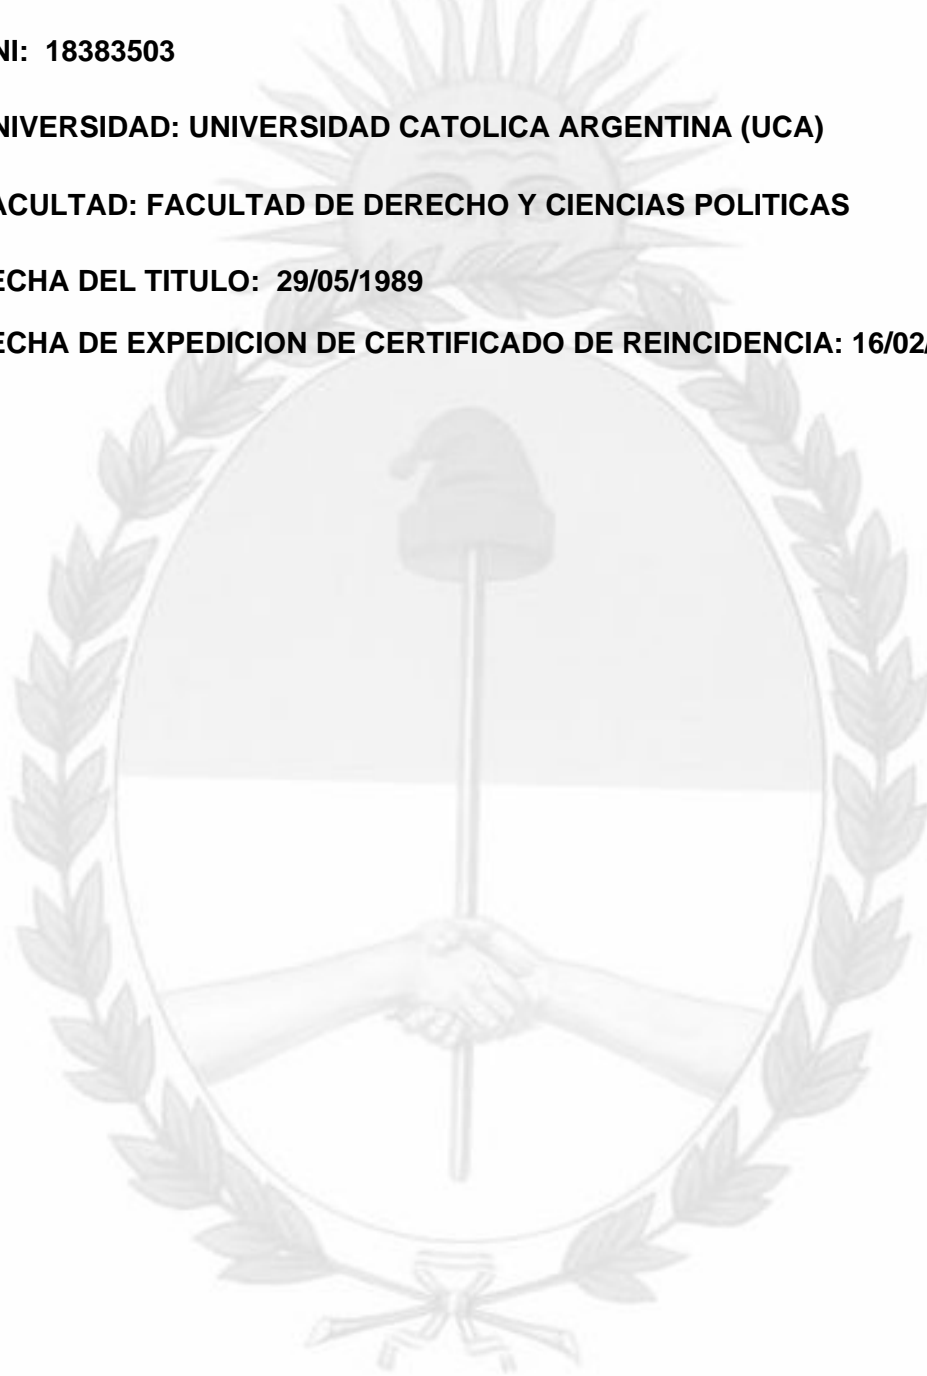 NI: 18383503
NIVERSIDAD: UNIVERSIDAD CATOLICA ARGENTINA (UCA)
ACULTAD: FACULTAD DE DERECHO Y CIENCIAS POLITICAS
ECHA DEL TITULO: 29/05/1989
ECHA DE EXPEDICION DE CERTIFICADO DE REINCIDENCIA: 16/02/